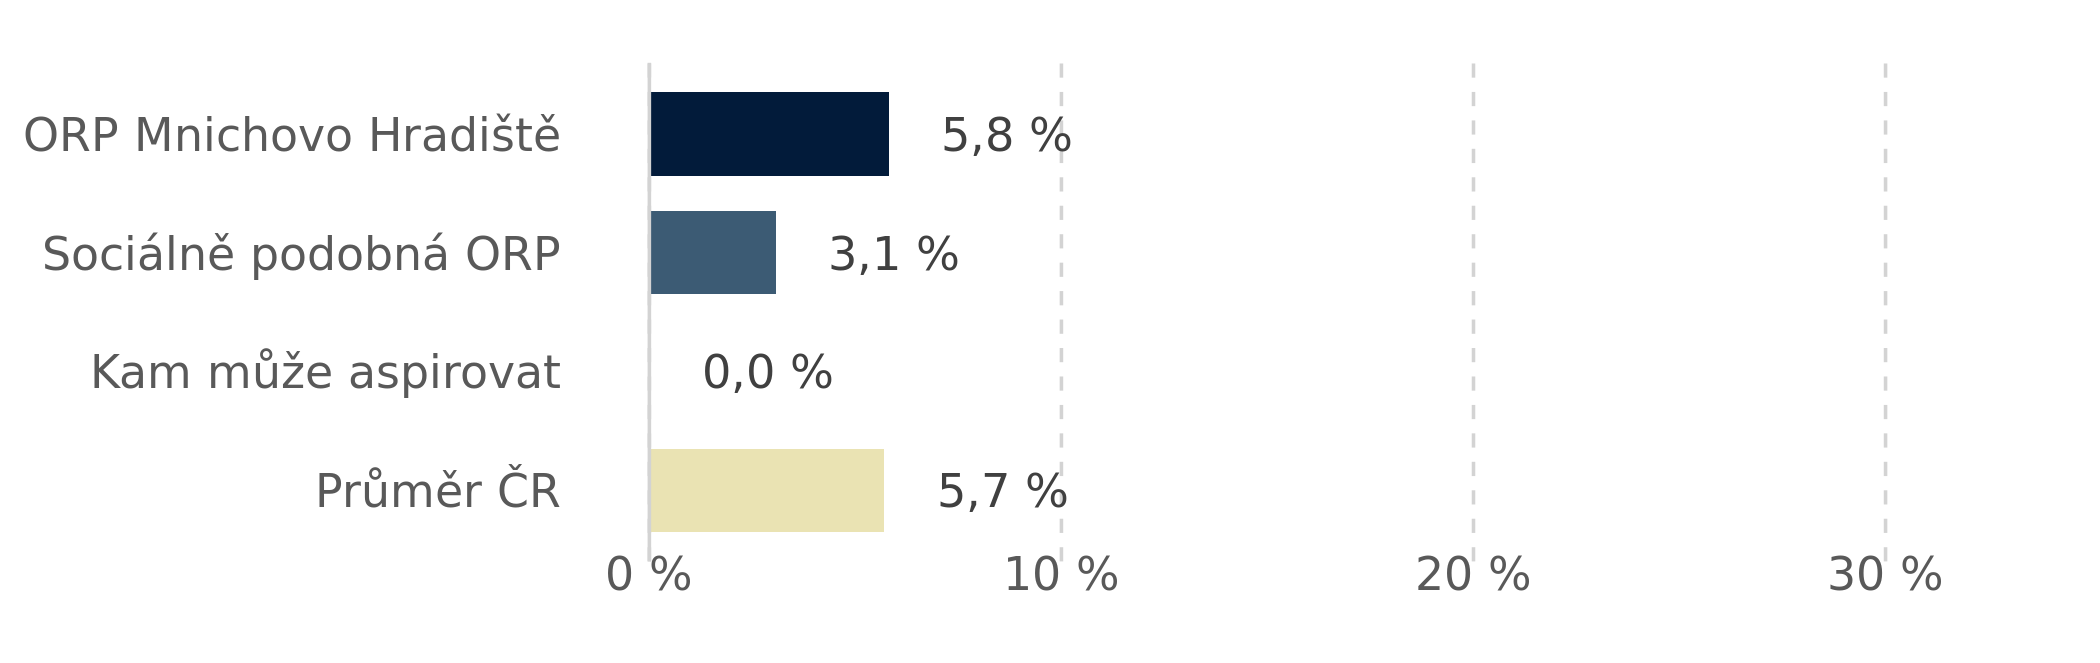 ORP Mnichovo Hradiště 5,8 %
Sociálně podobná ORP 3,1 %
Kam může aspirovat 0,0 %
Průměr ČR 5,7 %
0 % 10 % 20 % 30 %